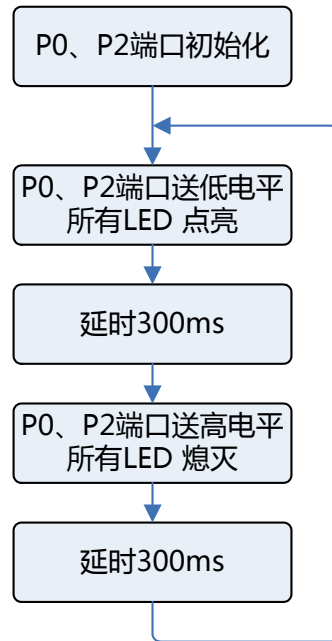 P0、P2端口初始化
P0、P2端口送低电平
所有LED 点亮
延时300ms
P0、P2端口送高电平
所有LED 熄灭
延时300ms